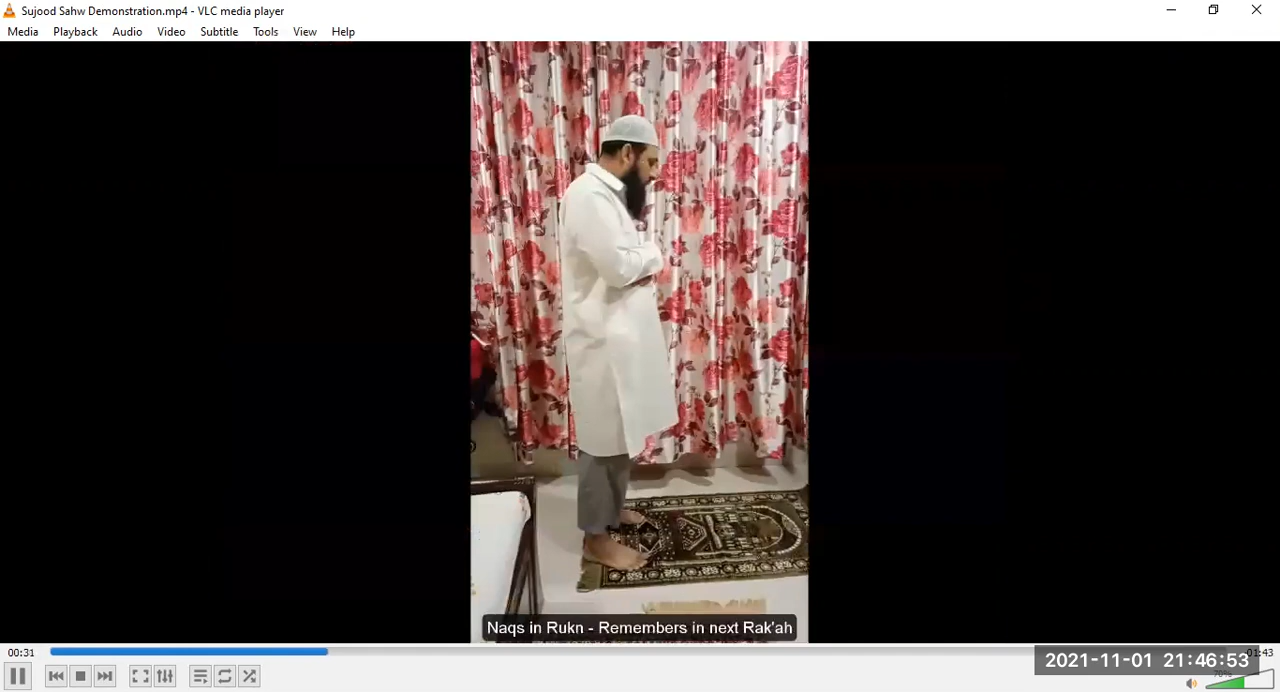 Sujood Sahw Demonstration.mp4 - VLC media player
Media Playback Audio Video Subtitle Tools View Help
Naqs in Rukn - Remembers in next Rak'ah
00:31
01:43
2021-11-01 21:46:53
70%